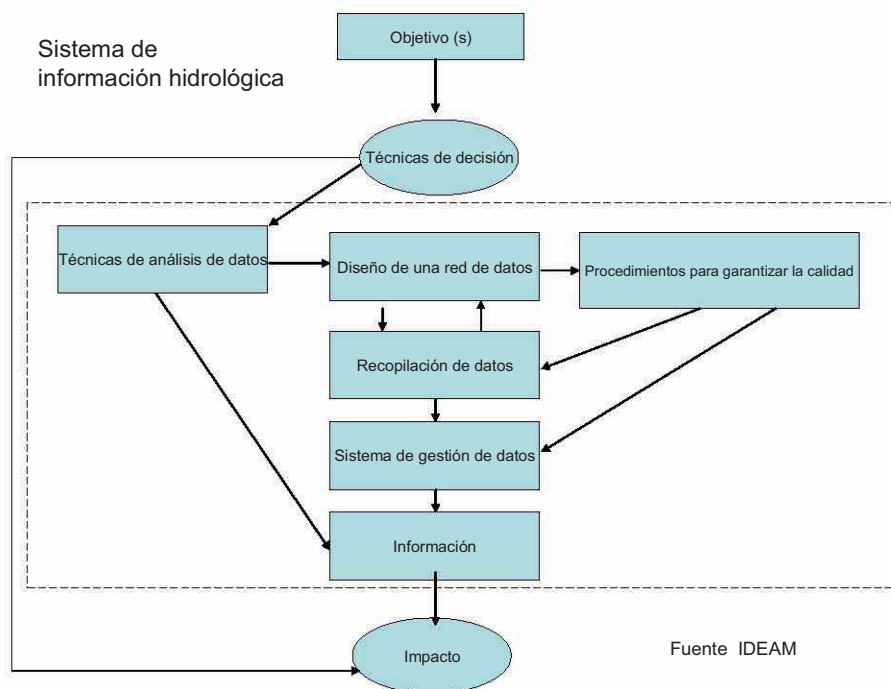 Sistema de
información hidrológica
Objetivo (s)
Técnicas de decisión
Técnicas de análisis de datos
Diseño de una red de datos
Procedimientos para garantizar la calidad
Recopilación de datos
Sistema de gestión de datos
Información
Impacto
Fuente IDEAM